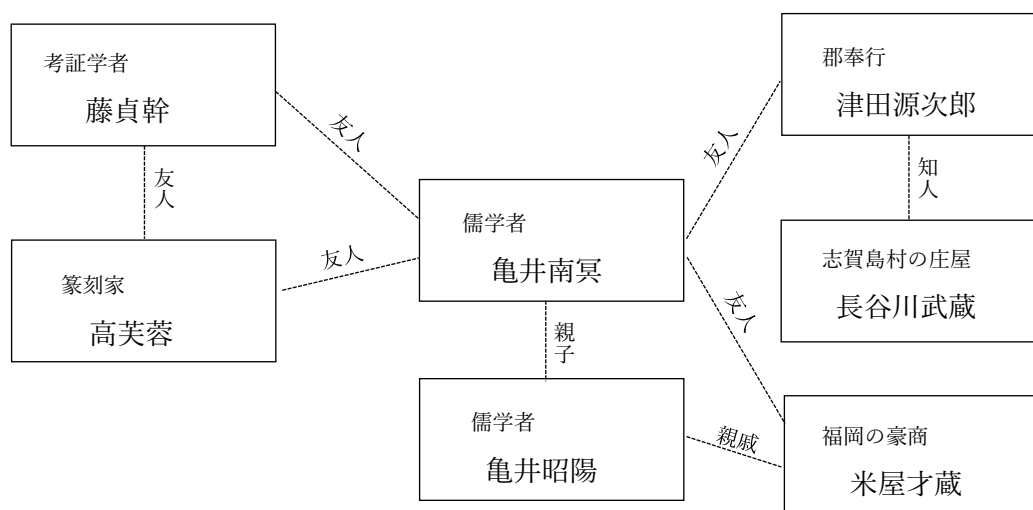 考証学者
藤貞幹
郡奉行
津田源次郎
友人
友人
友人
知人
儒学者
亀井南冥
篆刻家
高芙蓉
友人
志賀島村の庄屋
長谷川武蔵
友人
親子
儒学者
亀井昭陽
親戚
福岡の豪商
米屋才蔵